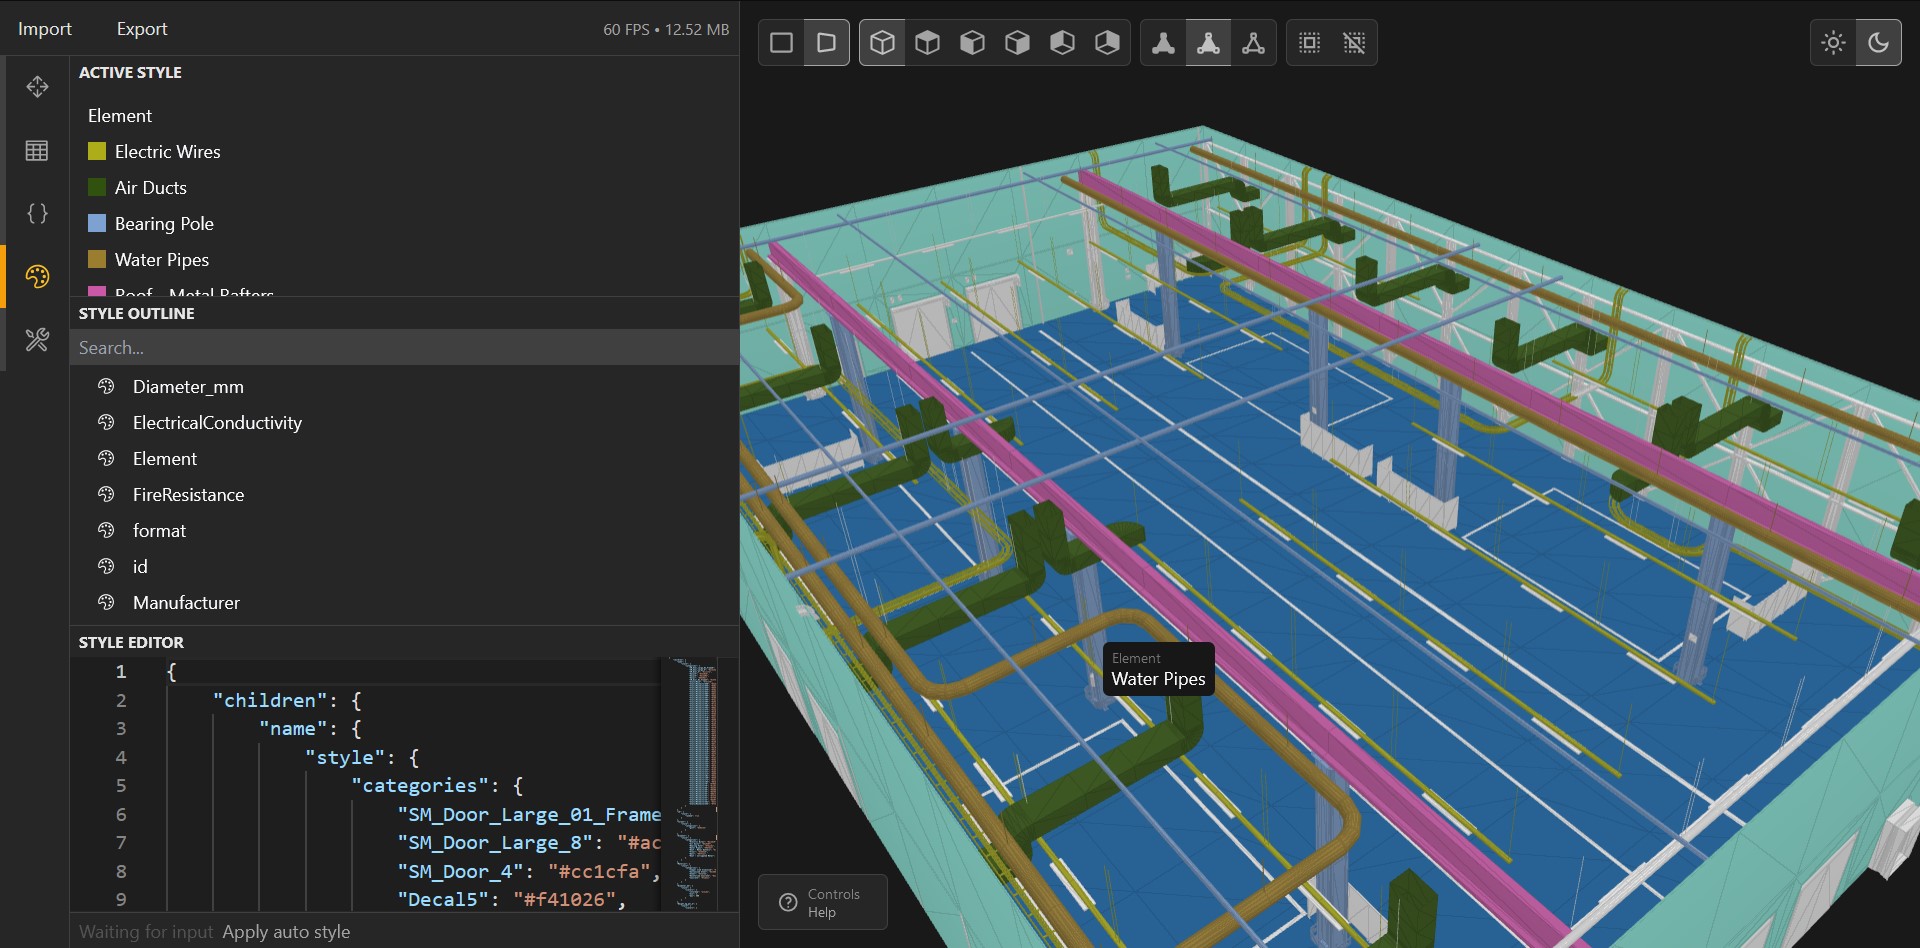 Import Export 60 FPS • 12.52 MB
ACTIVE STYLE
Element
Electric Wires
Air Ducts
Bearing Pole
Water Pipes
Roof - Metal Rafters
STYLE OUTLINE
Search...
Diameter_mm
ElectricalConductivity
Element
FireResistance
format
id
Manufacturer
STYLE EDITOR
1 {
2 "children": {
3 "name": {
4 "style": {
5 "categories": {
6 "SM_Door_Large_01_Frame
7 "SM_Door_Large_8": "#ac
8 "SM_Door_4": "#cc1cfa",
9 "Decal5": "#f41026",
Waiting for input Apply auto style
Element
Water Pipes
Controls
Help